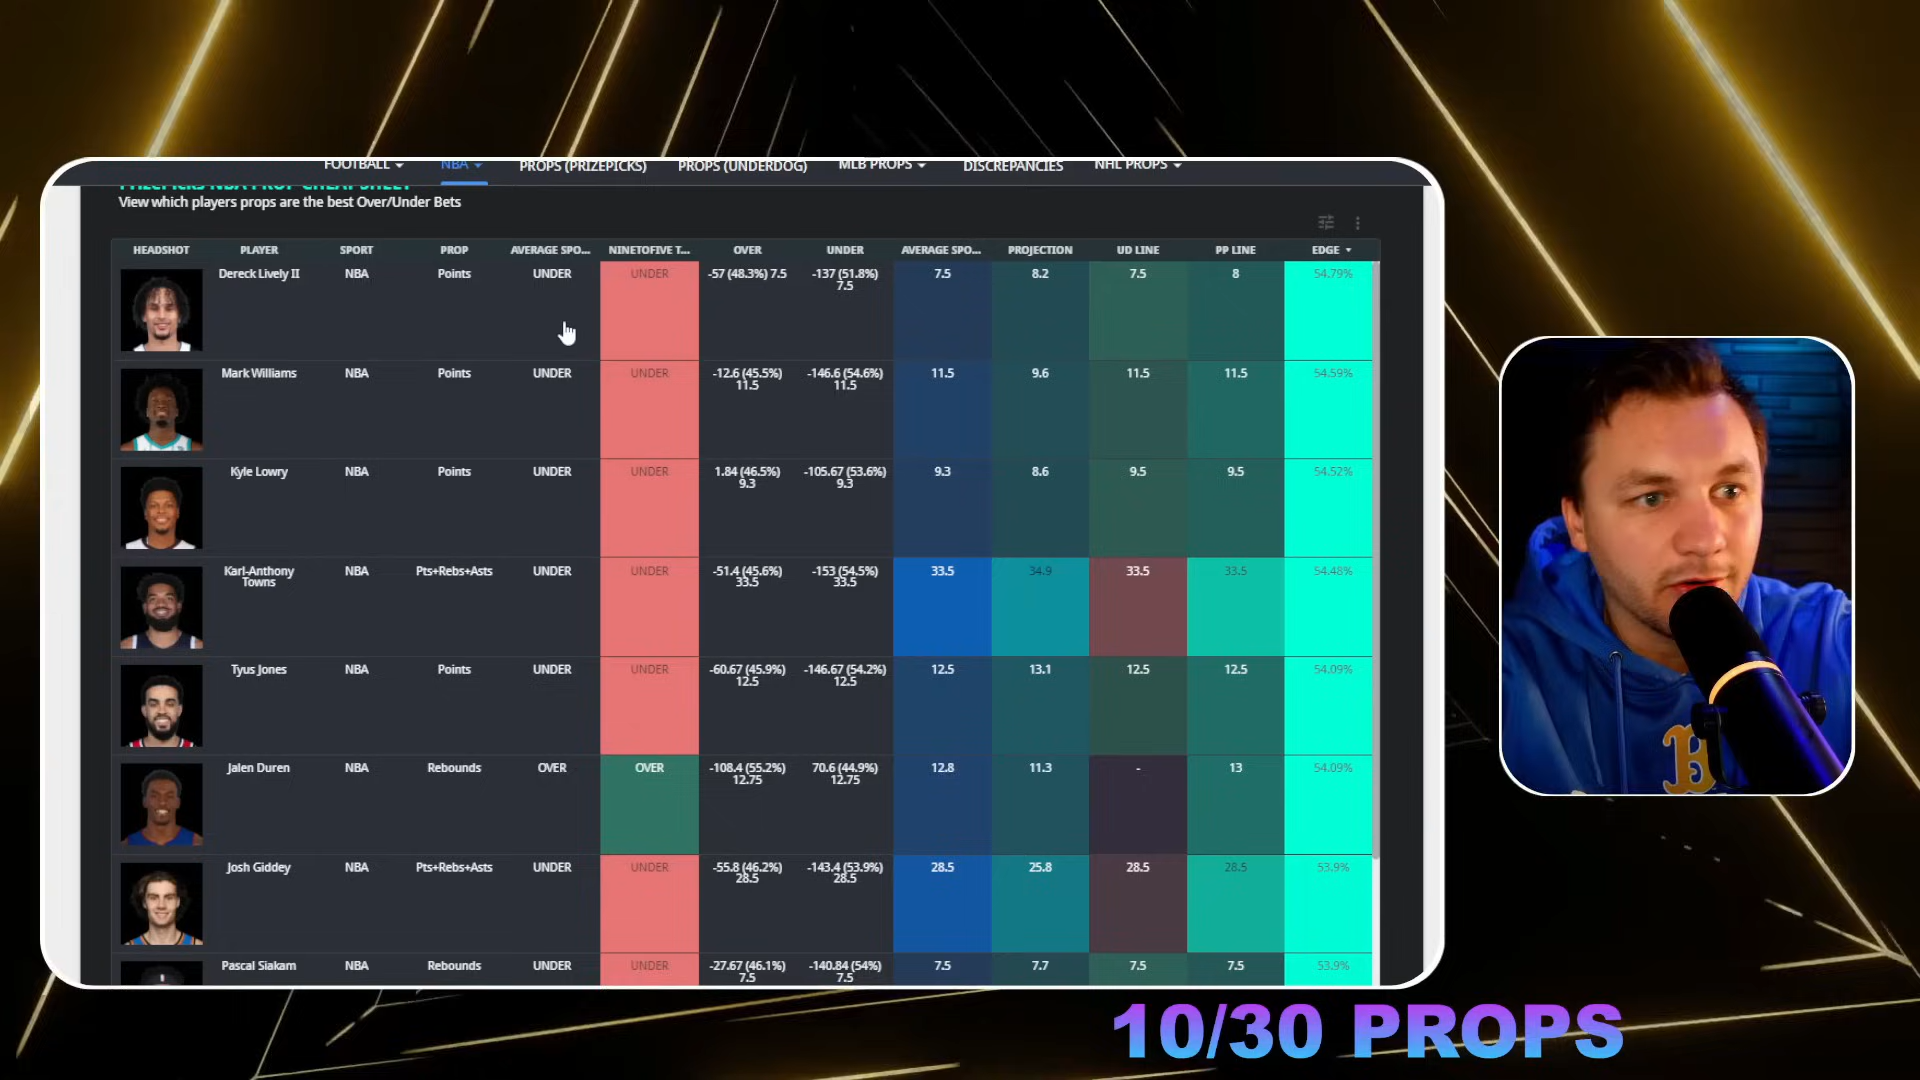 FOOTBALL NBA PROPS (PRIZEPICKS) PROPS (UNDERDOG) MLB PROPS DISCREPANCIES NHL PROPS
PRIZEPICKS NBA PROP CHEAT SHEET
View which players props are the best Over/Under Bets
HEADSHOT PLAYER SPORT PROP AVERAGE SPO... NINETOFIVE T... OVER UNDER AVERAGE SPO... PROJECTION UD LINE PP LINE EDGE
Dereck Lively II NBA Points UNDER UNDER -57 (48.3%) 7.5 -137 (51.8%) 7.5 8.2 7.5 8 54.79%
7.5
Mark Williams NBA Points UNDER UNDER -12.6 (45.5%) -146.6 (54.6%) 11.5 9.6 11.5 11.5 54.59%
11.5 11.5
Kyle Lowry NBA Points UNDER UNDER 1.84 (46.5%) -105.67 (53.6%) 9.3 8.6 9.5 9.5 54.52%
9.3 9.3
Karl-Anthony NBA Pts+Rebs+Asts UNDER UNDER -51.4 (45.6%) -153 (54.5%) 33.5 34.9 33.5 33.5 54.48%
Towns 33.5 33.5
Tyus Jones NBA Points UNDER UNDER -60.67 (45.9%) -146.67 (54.2%) 12.5 13.1 12.5 12.5 54.09%
12.5 12.5
Jalen Duren NBA Rebounds OVER OVER -108.4 (55.2%) 70.6 (44.9%) 12.8 11.3 - 13 54.09%
12.75 12.75
Josh Giddey NBA Pts+Rebs+Asts UNDER UNDER -55.8 (46.2%) -143.4 (53.9%) 28.5 25.8 28.5 28.5 53.9%
28.5 28.5
Pascal Siakam NBA Rebounds UNDER UNDER -27.67 (46.1%) -140.84 (54%) 7.5 7.7 7.5 7.5 53.9%
7.5 7.5
B
10/30 PROPS